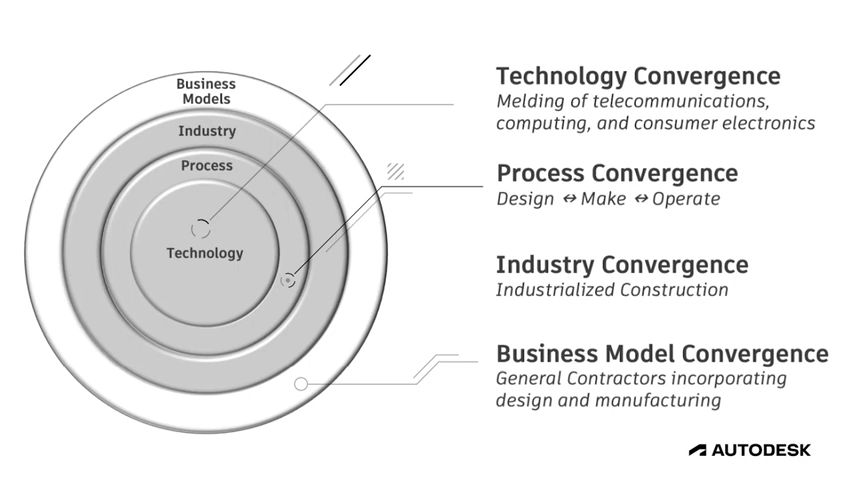 Business
Models
Industry
Process
Technology
Technology Convergence
Melding of telecommunications,
computing, and consumer electronics
Process Convergence
Design ↔ Make ↔ Operate
Industry Convergence
Industrialized Construction
Business Model Convergence
General Contractors incorporating
design and manufacturing
AUTODESK